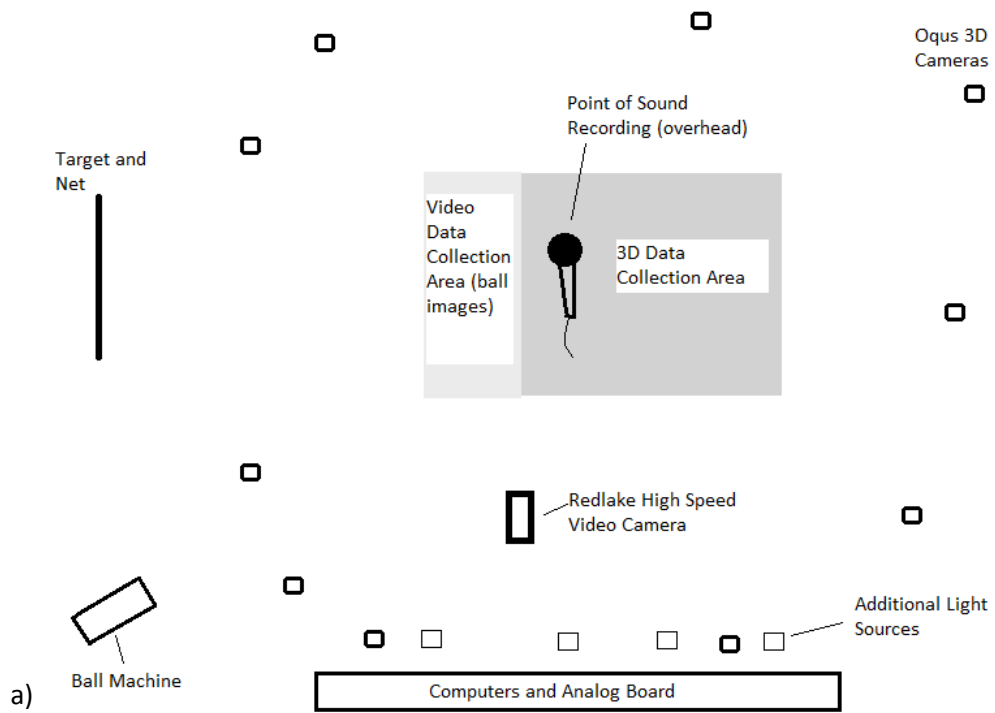 Oqus 3D
Cameras
Point of Sound
Recording (overhead)
Target and
Net
Video
Data
Collection
Area (ball
images)
3D Data
Collection Area
Redlake High Speed
Video Camera
Additional Light
Sources
Ball Machine
Computers and Analog Board
a)